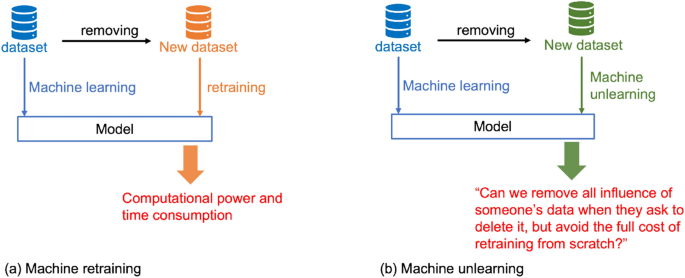 removing
dataset
New dataset
Machine learning
retraining
Model
Computational power and
time consumption
(a) Machine retraining
removing
dataset
New dataset
Machine learning
Machine
unlearning
Model
“Can we remove all influence of
someone’s data when they ask to
delete it, but avoid the full cost of
retraining from scratch?”
(b) Machine unlearning